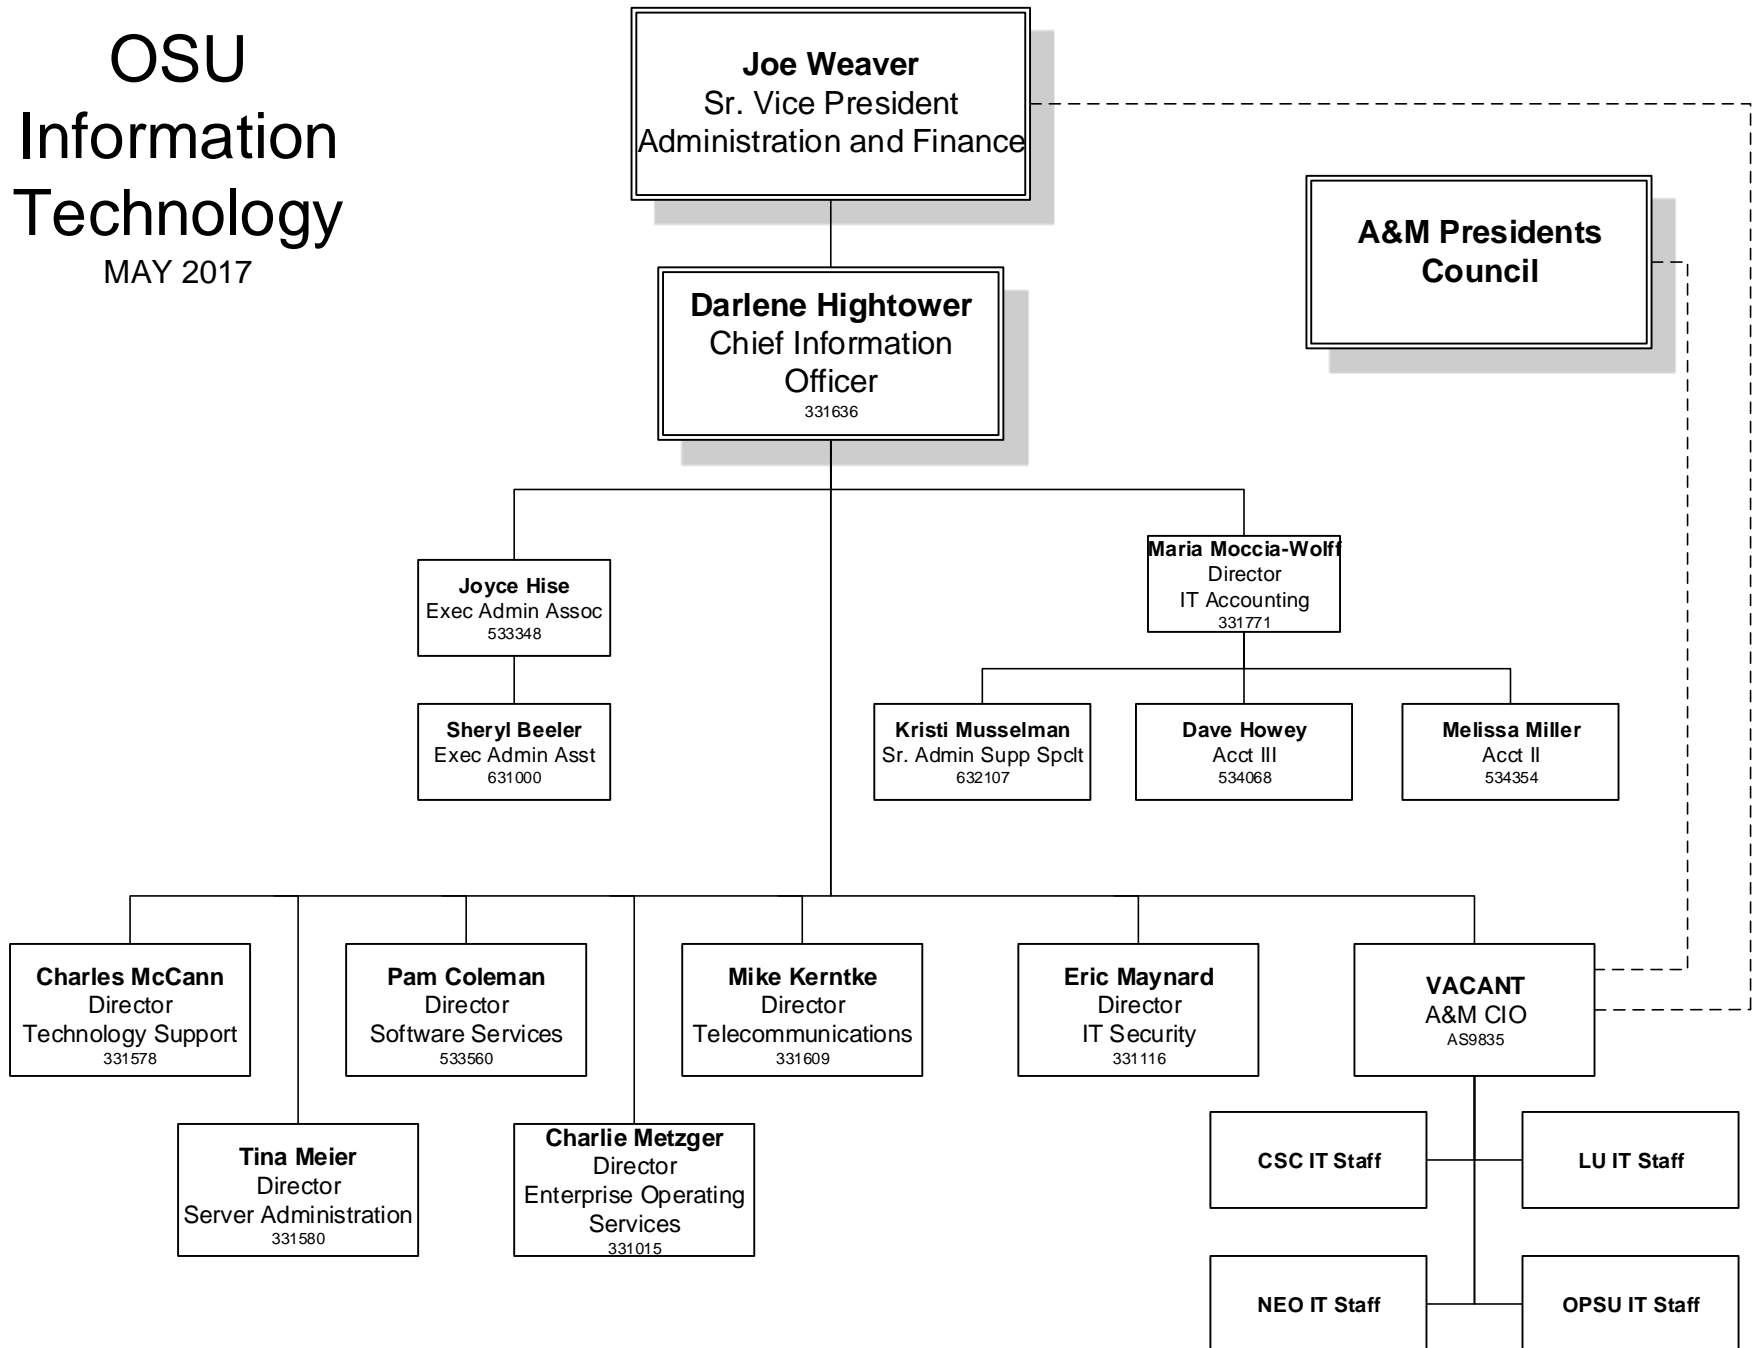 OSU
Information
Technology
MAY 2017
Joe Weaver
Sr. Vice President
Administration and Finance
A&M Presidents
Council
Darlene Hightower
Chief Information
Officer
331636
Joyce Hise
Exec Admin Assoc
533348
Maria Moccia-Wolff
Director
IT Accounting
331771
Sheryl Beeler
Exec Admin Asst
631000
Kristi Musselman
Sr. Admin Supp Spclt
632107
Dave Howey
Acct III
534068
Melissa Miller
Acct II
534354
Charles McCann
Director
Technology Support
331578
Pam Coleman
Director
Software Services
533560
Mike Kerntke
Director
Telecommunications
331609
Eric Maynard
Director
IT Security
331116
VACANT
A&M CIO
AS9835
Tina Meier
Director
Server Administration
331580
Charlie Metzger
Director
Enterprise Operating
Services
331015
CSC IT Staff
LU IT Staff
NEO IT Staff
OPSU IT Staff